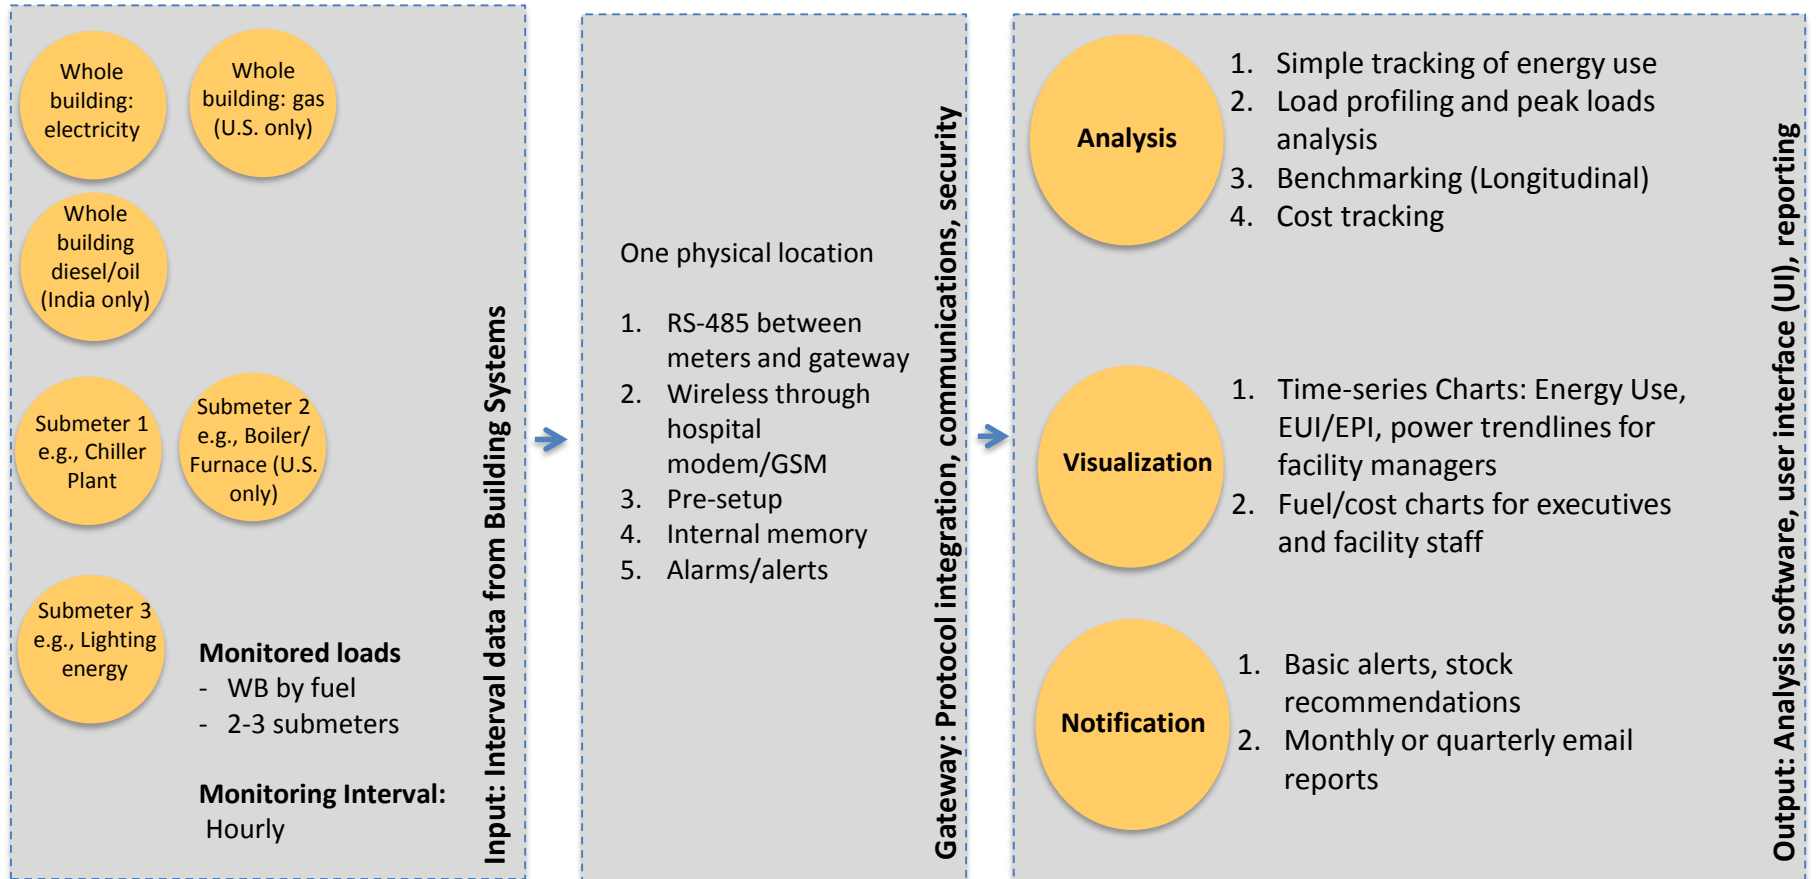 Whole
building:
electricity
Whole
building: gas
(U.S. only)
Whole
building
diesel/oil
(India only)
Submeter 1
e.g., Chiller
Plant
Submeter 2
e.g., Boiler/
Furnace (U.S.
only)
Submeter 3
e.g., Lighting
energy
Monitored loads
- WB by fuel
- 2-3 submeters
Monitoring Interval:
Hourly
Input: Interval data from Building Systems
One physical location
1. RS-485 between
meters and gateway
2. Wireless through
hospital
modem/GSM
3. Pre-setup
4. Internal memory
5. Alarms/alerts
Gateway: Protocol integration, communications, security
Analysis
1. Simple tracking of energy use
2. Load profiling and peak loads
analysis
3. Benchmarking (Longitudinal)
4. Cost tracking
Visualization
1. Time-series Charts: Energy Use,
EUI/EPI, power trendlines for
facility managers
2. Fuel/cost charts for executives
and facility staff
Notification
1. Basic alerts, stock
recommendations
2. Monthly or quarterly email
reports
Output: Analysis software, user interface (UI), reporting